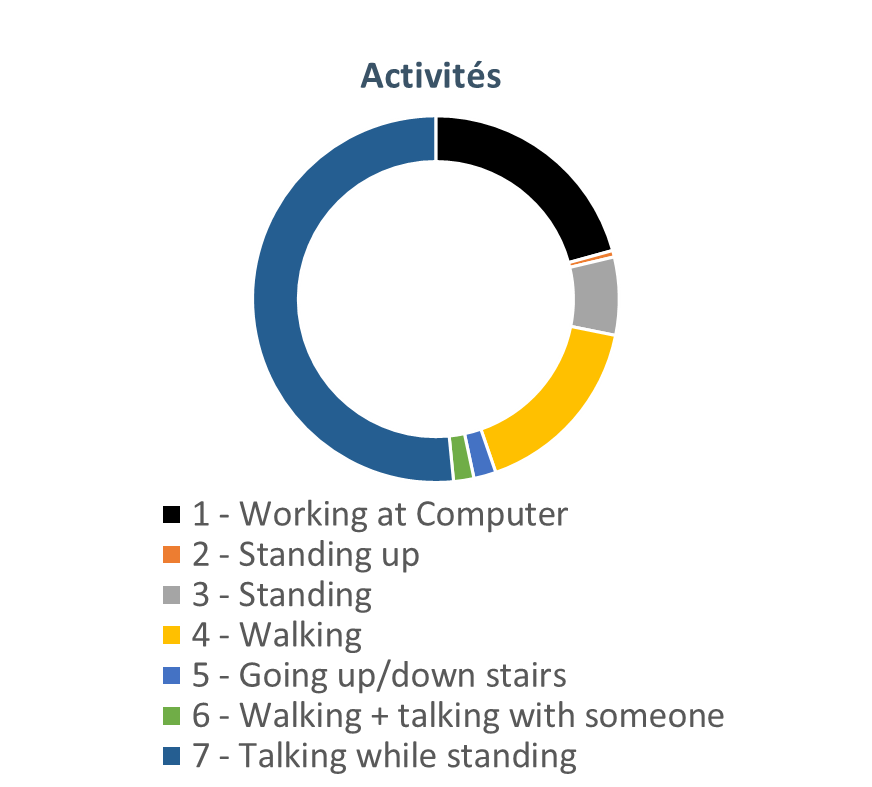 Activités
1 - Working at Computer
2 - Standing up
3 - Standing
4 - Walking
5 - Going up/down stairs
6 - Walking + talking with someone
7 - Talking while standing